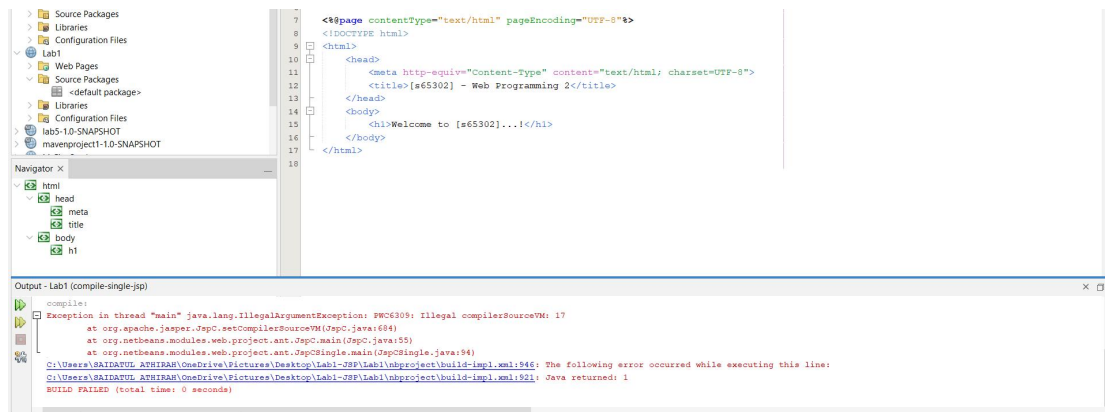 Source Packages
Libraries
Configuration Files
Lab1
Web Pages
Source Packages
<default package>
Libraries
Configuration Files
lab5-1.0-SNAPSHOT
mavenproject1-1.0-SNAPSHOT
Navigator
html
head
meta
title
body
h1
7 <%@page contentType="text/html" pageEncoding="UTF-8"%>
8 <!DOCTYPE html>
9 <html>
10 <head>
11 <meta http-equiv="Content-Type" content="text/html; charset=UTF-8">
12 <title>[s65302] - Web Programming 2</title>
13 </head>
14 <body>
15 <h1>Welcome to [s65302]...!</h1>
16 </body>
17 </html>
18
Output - Lab1 (compile-single-jsp)
compile:
Exception in thread "main" java.lang.IllegalArgumentException: PWC6309: Illegal compilerSourceVM: 17
at org.apache.jasper.JspC.setCompilerSourceVM(JspC.java:684)
at org.netbeans.modules.web.project.ant.JspC.main(JspC.java:55)
at org.netbeans.modules.web.project.ant.JspCSingle.main(JspCSingle.java:94)
C:\Users\SAIDATUL ATHIRAH\OneDrive\Pictures\Desktop\Lab1-JSP\Lab1\nbproject\build-impl.xml:946: The following error occurred while executing this line:
C:\Users\SAIDATUL ATHIRAH\OneDrive\Pictures\Desktop\Lab1-JSP\Lab1\nbproject\build-impl.xml:921: Java returned: 1
BUILD FAILED (total time: 0 seconds)